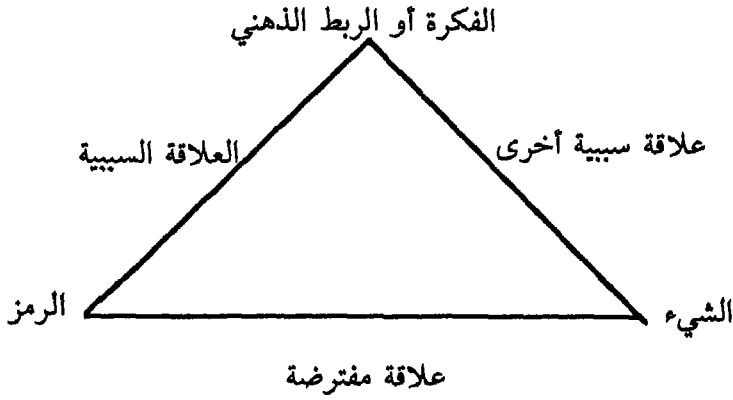 الفكرة أو الربط الذهني
علاقة سببية أخرى
العلاقة السببية
الشيء
الرمز
علاقة مفترضة